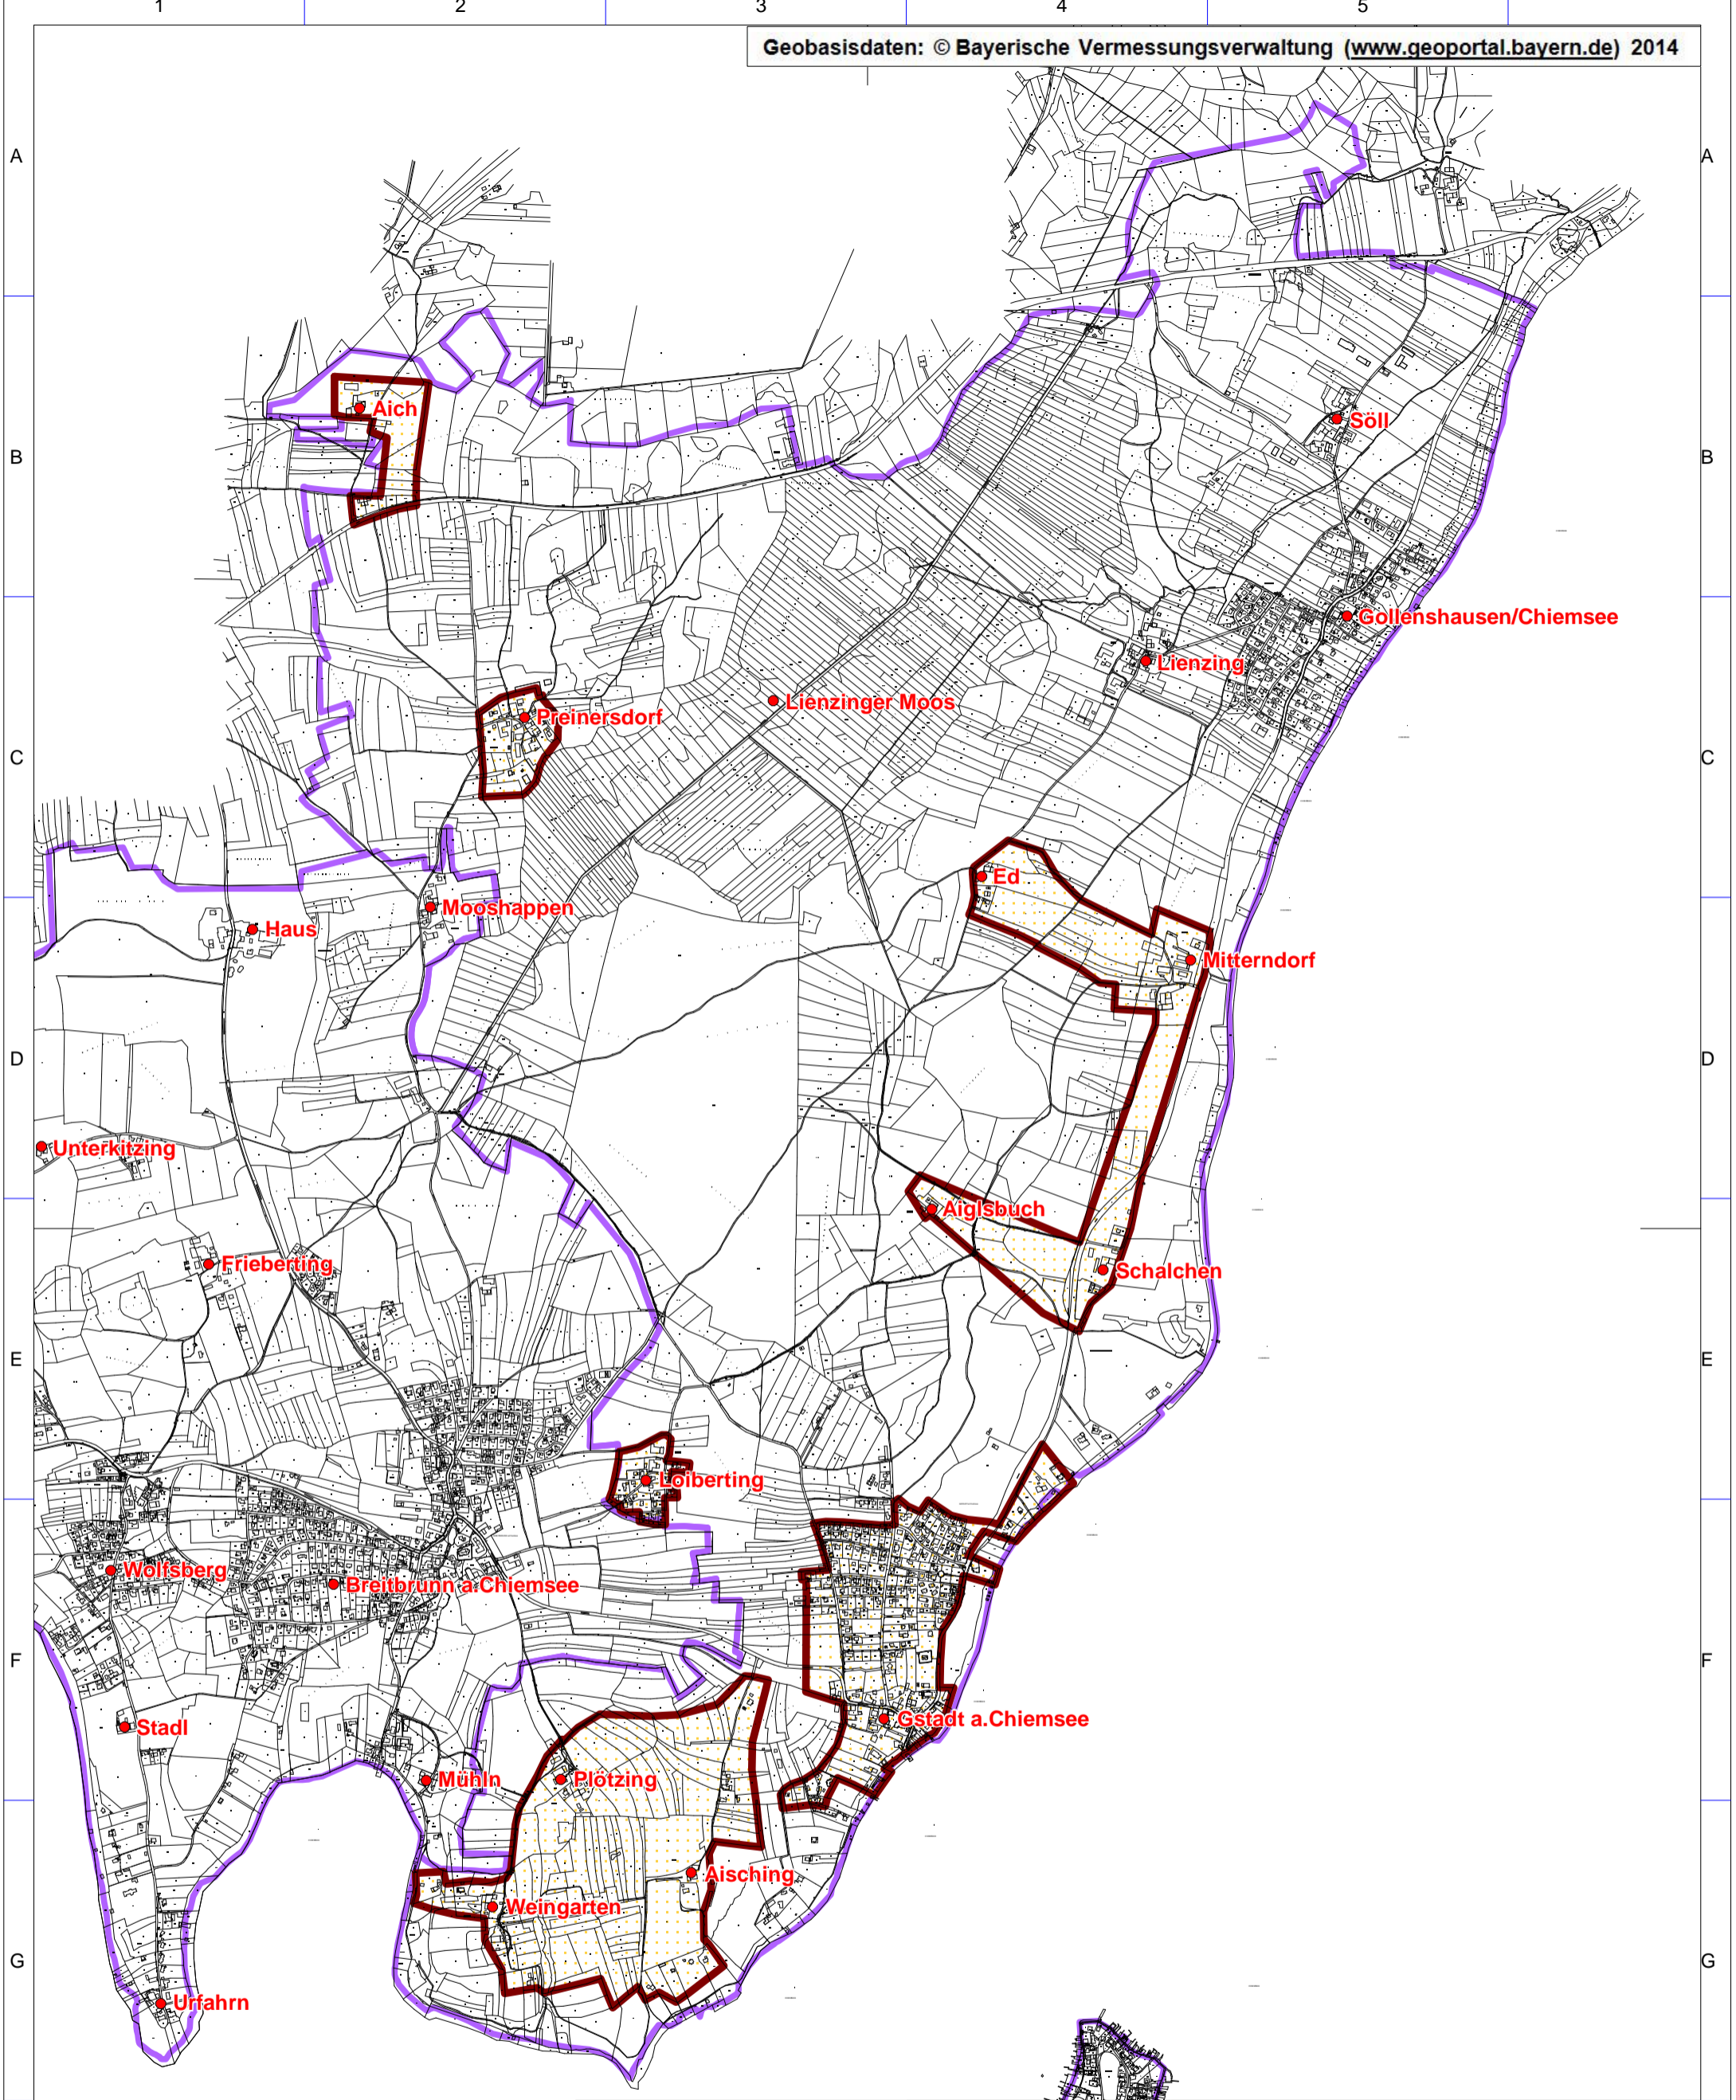 1 2 3 4 5
Geobasisdaten: © Bayerische Vermessungsverwaltung (www.geoportal.bayern.de) 2014
A A
Aich
Söll
B B
Gollenshausen/Chiemsee
Lienzing
Lienzinger Moos
Preinersdorf
C C
Ed
Mooshappen
Haus
Mitterndorf
D D
Unterkitzing
Aiglsbuch
Frieberting
Schalchen
E E
Loiberting
Wolfsberg
Breitbrunn a.Chiemsee
F F
Gstadt a.Chiemsee
Stadl
Mühln
Plötzing
Aisching
Weingarten
G G
Urfahrn